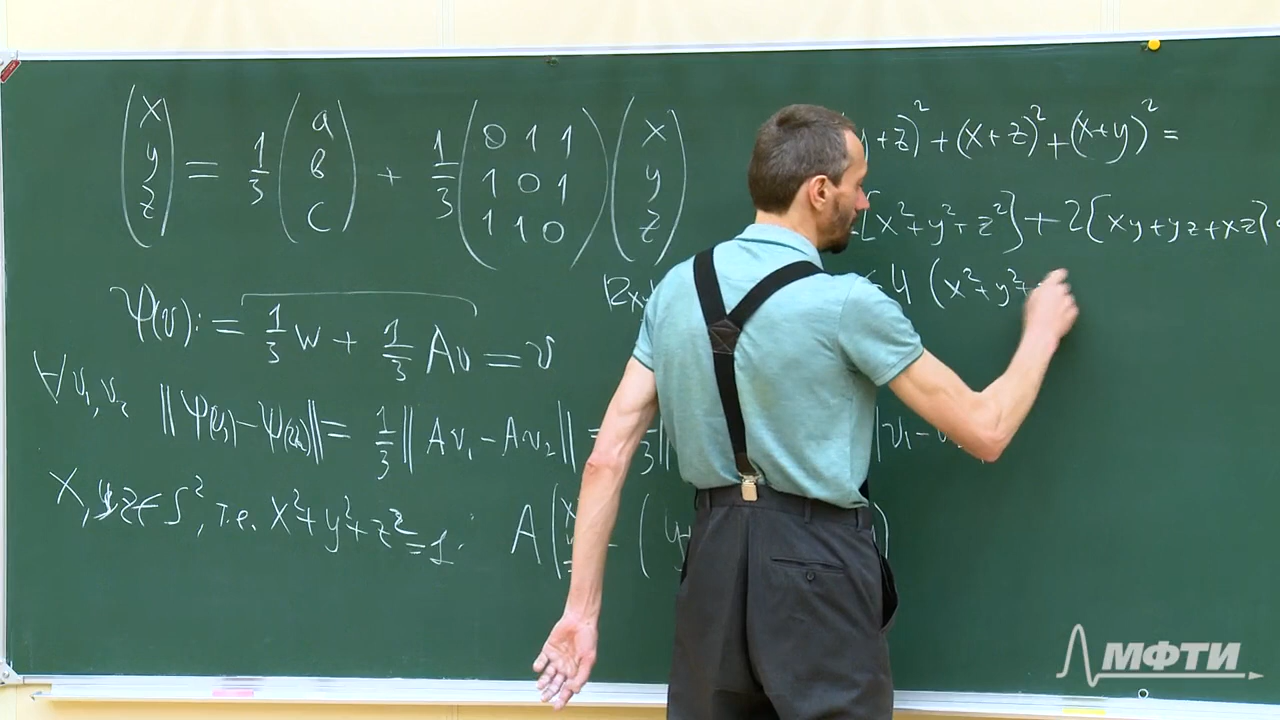 (x y z) = 1/3 (a b c) + 1/3 (0 1 1 1 0 1 1 1 0) (x y z)
+z)² + (x+z)² + (x+y)² =
[x²+y²+z²] + 2[xy+yz+xz]
|2xy
4 (x²+y²+
Ψ(v) := 1/3 w + 1/3 Av = v
∀ v₁, v₂ ‖Ψ(v₁) − Ψ(v₂)‖ = 1/3 ‖Av₁ − Av₂‖ =
x, y, z ∈ S², т.е. x²+y²+z²=1: A
МФТИ